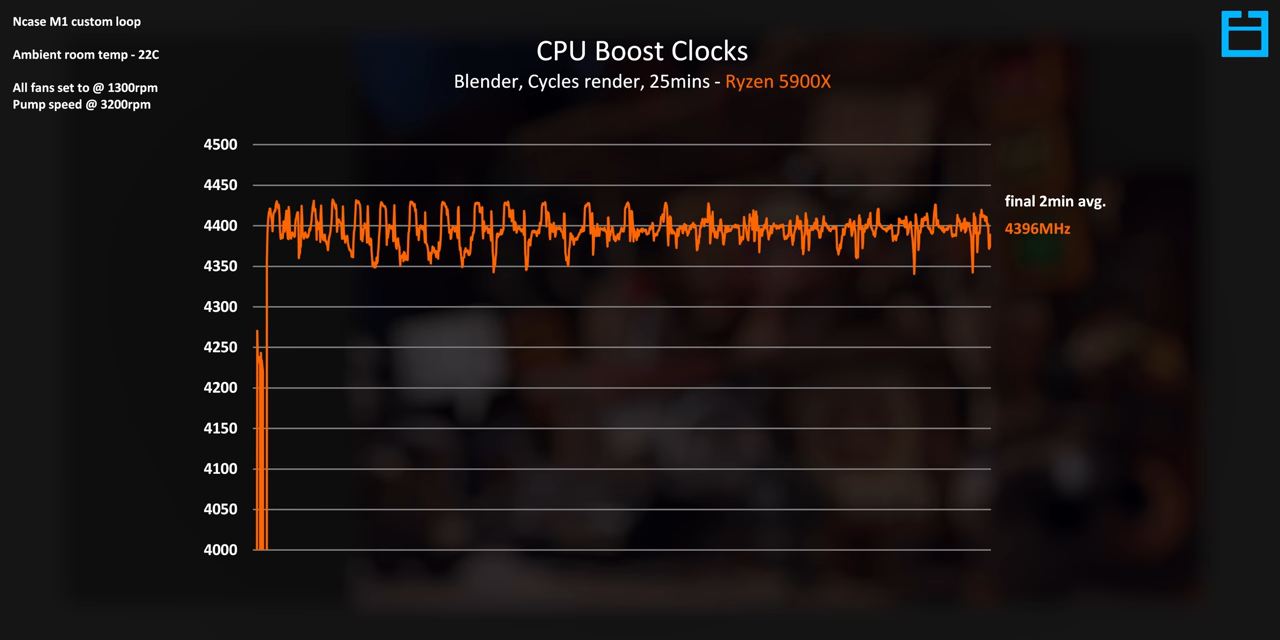 Ncase M1 custom loop
Ambient room temp - 22C
All fans set to @ 1300rpm
Pump speed @ 3200rpm
CPU Boost Clocks
Blender, Cycles render, 25mins - Ryzen 5900X
4500
4450
4400
4350
4300
4250
4200
4150
4100
4050
4000
final 2min avg.
4396MHz